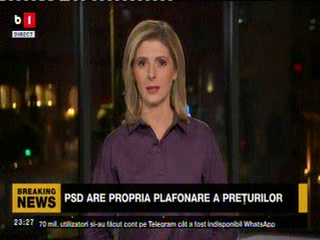 b1
DIRECT
BREAKING
NEWS
PSD ARE PROPRIA PLAFONARE A PREȚURILOR
23:27
70 mil. utilizatori si-au făcut cont pe Telegram cât a fost indisponibil WhatsApp